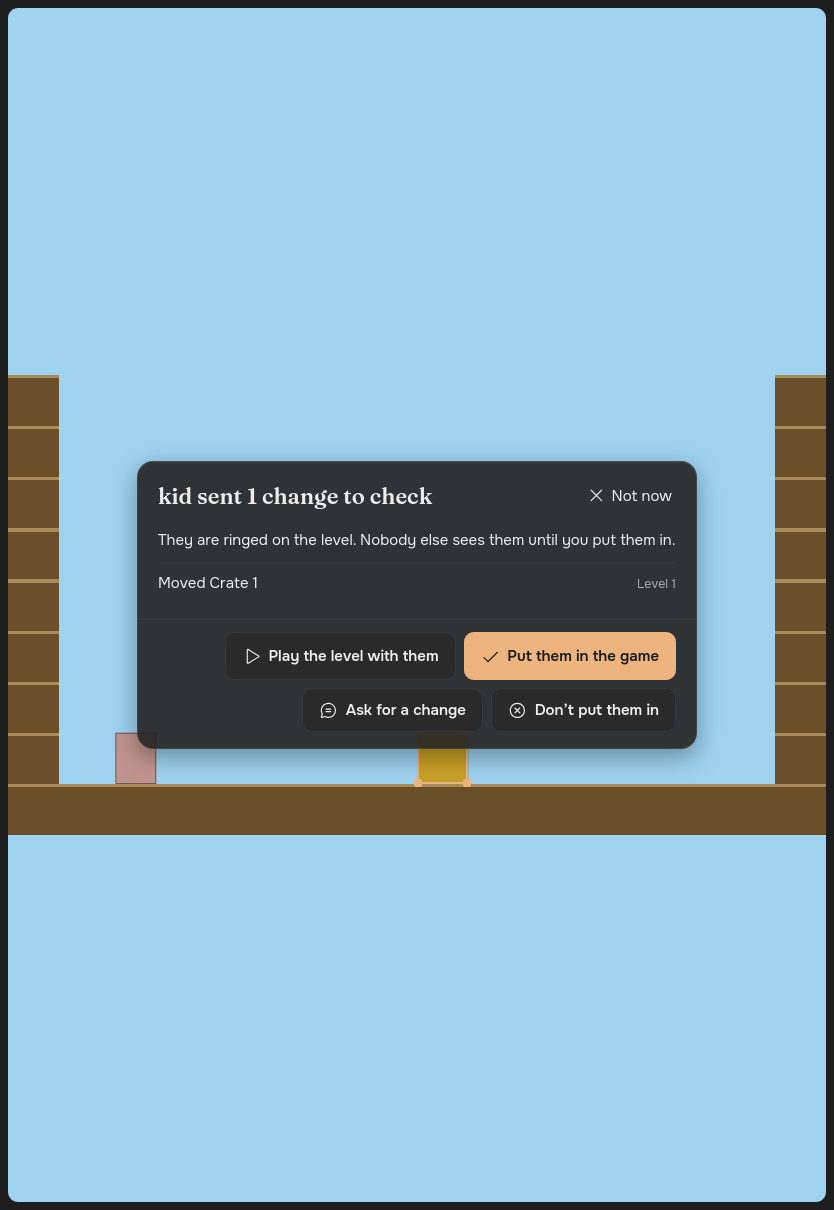 kid sent 1 change to check
Not now
They are ringed on the level. Nobody else sees them until you put them in.
Moved Crate 1
Level 1
Play the level with them
Put them in the game
Ask for a change
Don’t put them in